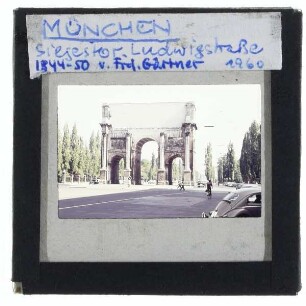 MÜNCHEN
Siegestor, Ludwigstraße
1844-50 v. Frd. Gärtner 1960